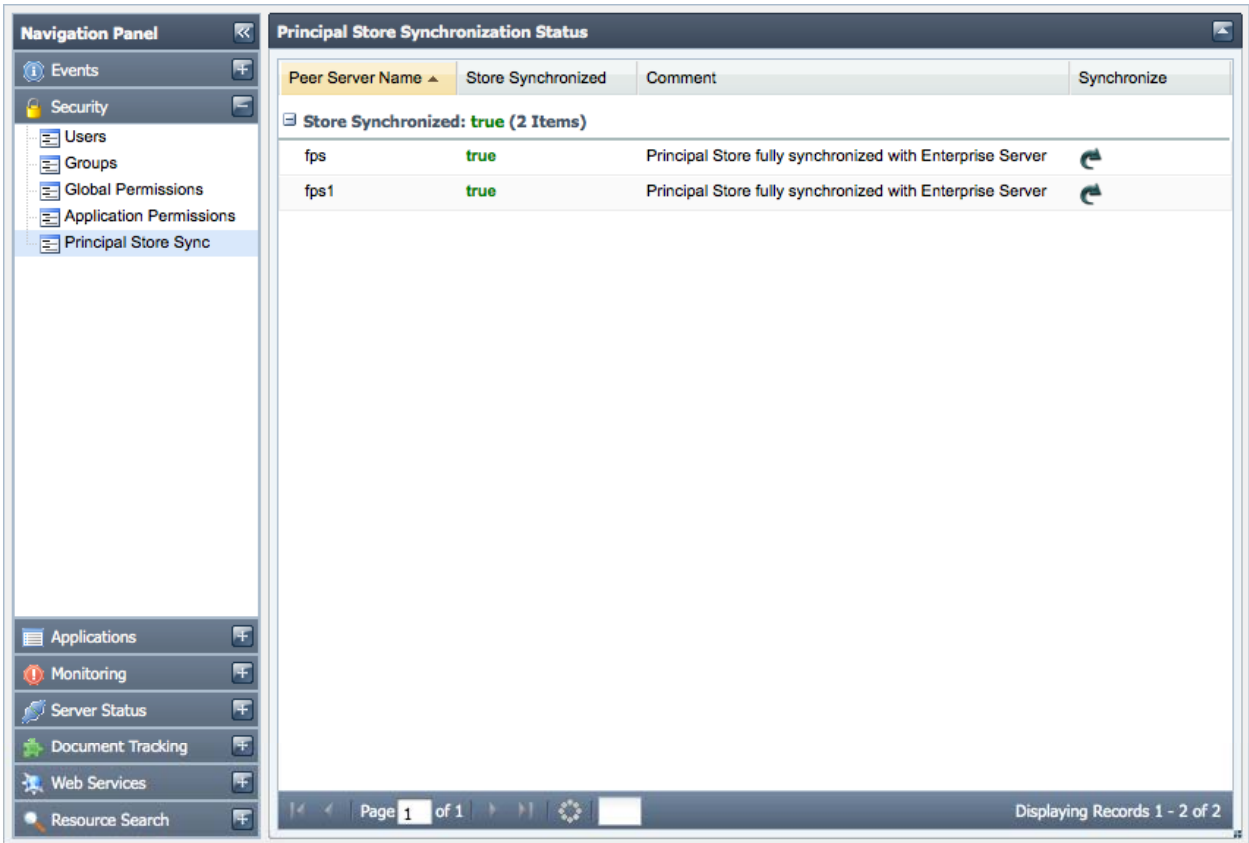 Navigation Panel
Events
Security
Users
Groups
Global Permissions
Application Permissions
Principal Store Sync
Applications
Monitoring
Server Status
Document Tracking
Web Services
Resource Search
Principal Store Synchronization Status
Peer Server Name Store Synchronized Comment Synchronize
Store Synchronized: true (2 Items)
fps true Principal Store fully synchronized with Enterprise Server
fps1 true Principal Store fully synchronized with Enterprise Server
Page 1 of 1 Displaying Records 1 - 2 of 2